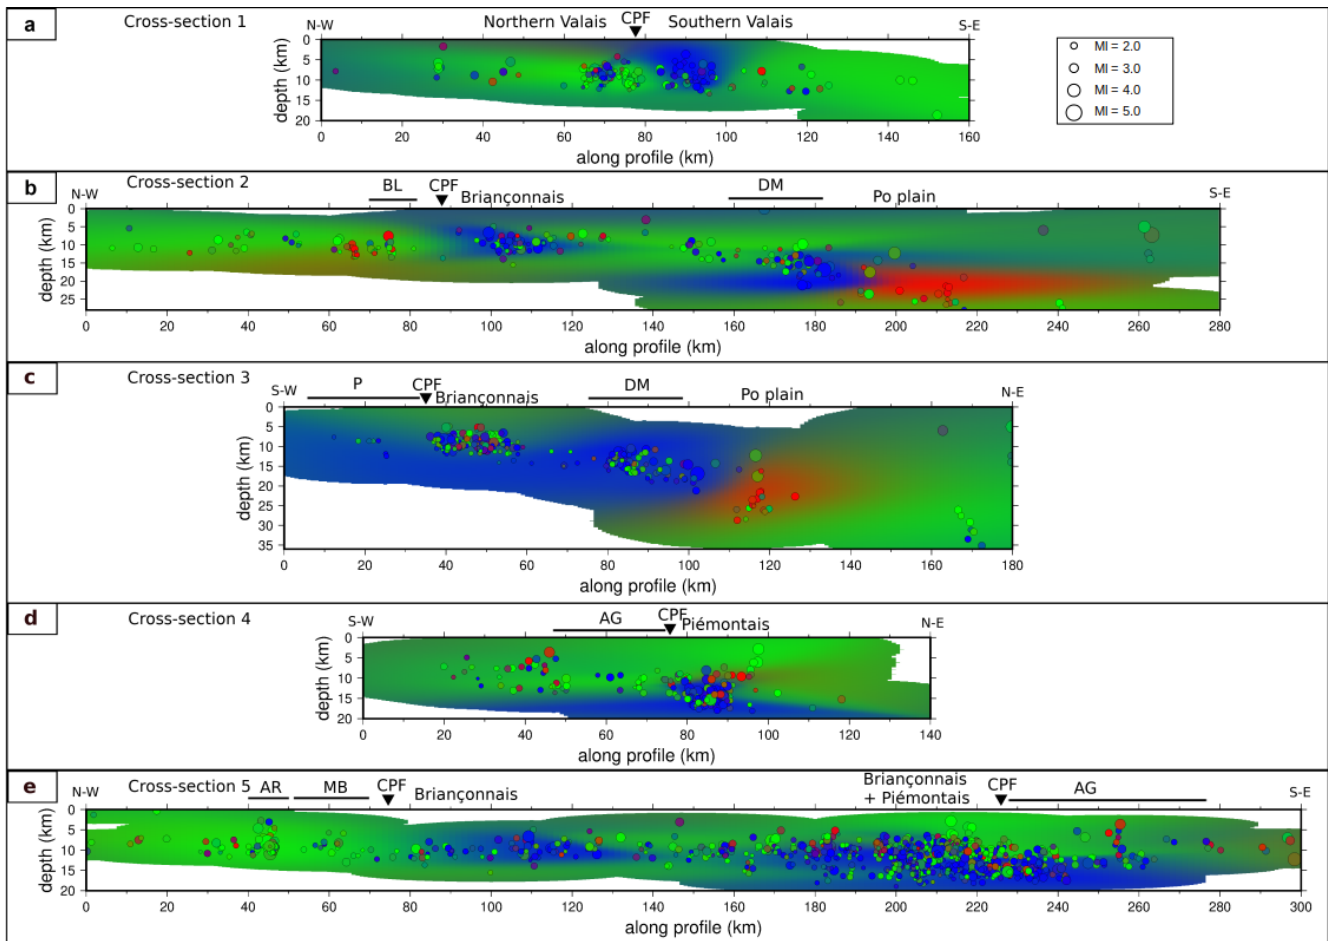 a
Cross-section 1
N-W
Northern Valais
CPF
Southern Valais
S-E
depth (km)
0
5
10
15
20
0 20 40 60 80 100 120 140 160
along profile (km)
Ml = 2.0
Ml = 3.0
Ml = 4.0
Ml = 5.0
b
Cross-section 2
N-W
BL
CPF
Briançonnais
DM
Po plain
S-E
depth (km)
0
5
10
15
20
25
0 20 40 60 80 100 120 140 160 180 200 220 240 260 280
along profile (km)
c
Cross-section 3
S-W
P
CPF
Briançonnais
DM
Po plain
N-E
depth (km)
0
5
10
15
20
25
30
35
0 20 40 60 80 100 120 140 160 180
along profile (km)
d
Cross-section 4
S-W
AG
CPF
Piémontais
N-E
depth (km)
0
5
10
15
20
0 20 40 60 80 100 120 140
along profile (km)
e
Cross-section 5
N-W
AR
MB
CPF
Briançonnais
Briançonnais
+ Piémontais
CPF
AG
S-E
depth (km)
0
5
10
15
20
0 20 40 60 80 100 120 140 160 180 200 220 240 260 280 300
along profile (km)